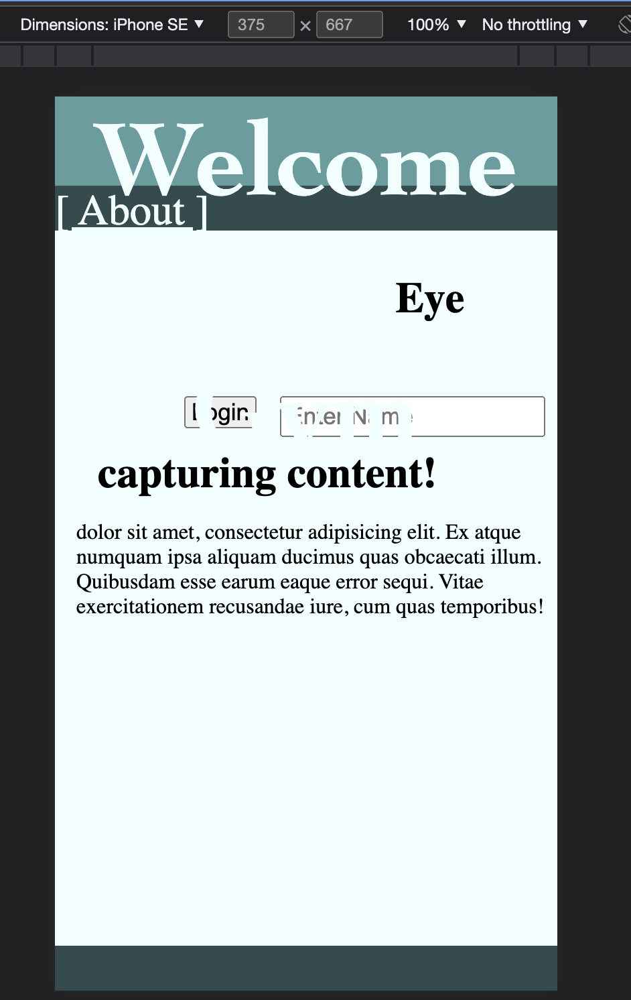 Dimensions: iPhone SE ▼ 375 × 667 100% ▼ No throttling ▼
Welcome
[ About ]
Eye
Login Enter Name
capturing content!
dolor sit amet, consectetur adipisicing elit. Ex atque
numquam ipsa aliquam ducimus quas obcaecati illum.
Quibusdam esse earum eaque error sequi. Vitae
exercitationem recusandae iure, cum quas temporibus!